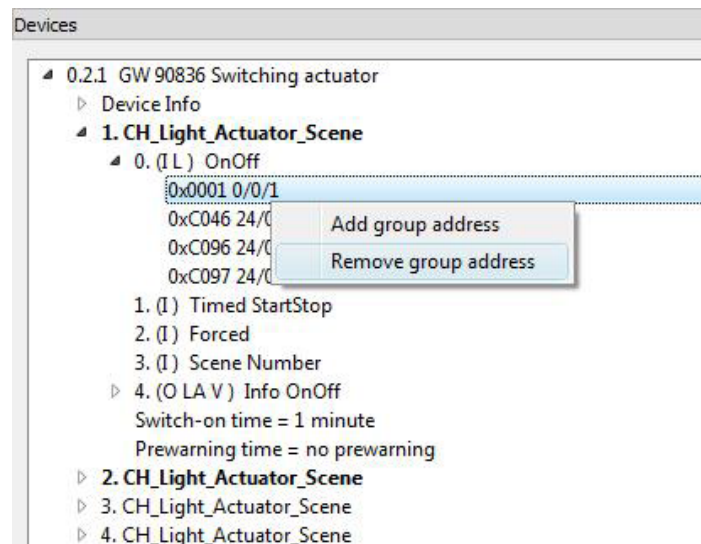 Devices
0.2.1 GW 90836 Switching actuator
Device Info
1. CH_Light_Actuator_Scene
0. (I L ) OnOff
0x0001 0/0/1
0xC046 24/0
Add group address
0xC096 24/0
Remove group address
0xC097 24/0
1. (I ) Timed StartStop
2. (I ) Forced
3. (I ) Scene Number
4. (O LA V ) Info OnOff
Switch-on time = 1 minute
Prewarning time = no prewarning
2. CH_Light_Actuator_Scene
3. CH_Light_Actuator_Scene
4. CH_Light_Actuator_Scene